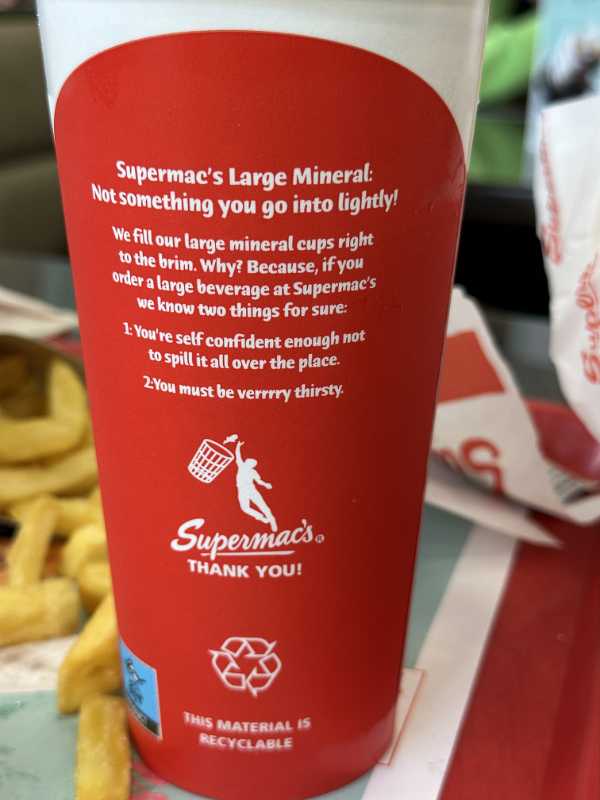 Supermac's Large Mineral:
Not something you go into lightly!
We fill our large mineral cups right
to the brim. Why? Because, if you
order a large beverage at Supermac's
we know two things for sure:
1: You're self confident enough not
to spill it all over the place.
2:You must be verrrry thirsty.
Supermac's®
THANK YOU!
THIS MATERIAL IS
RECYCLABLE